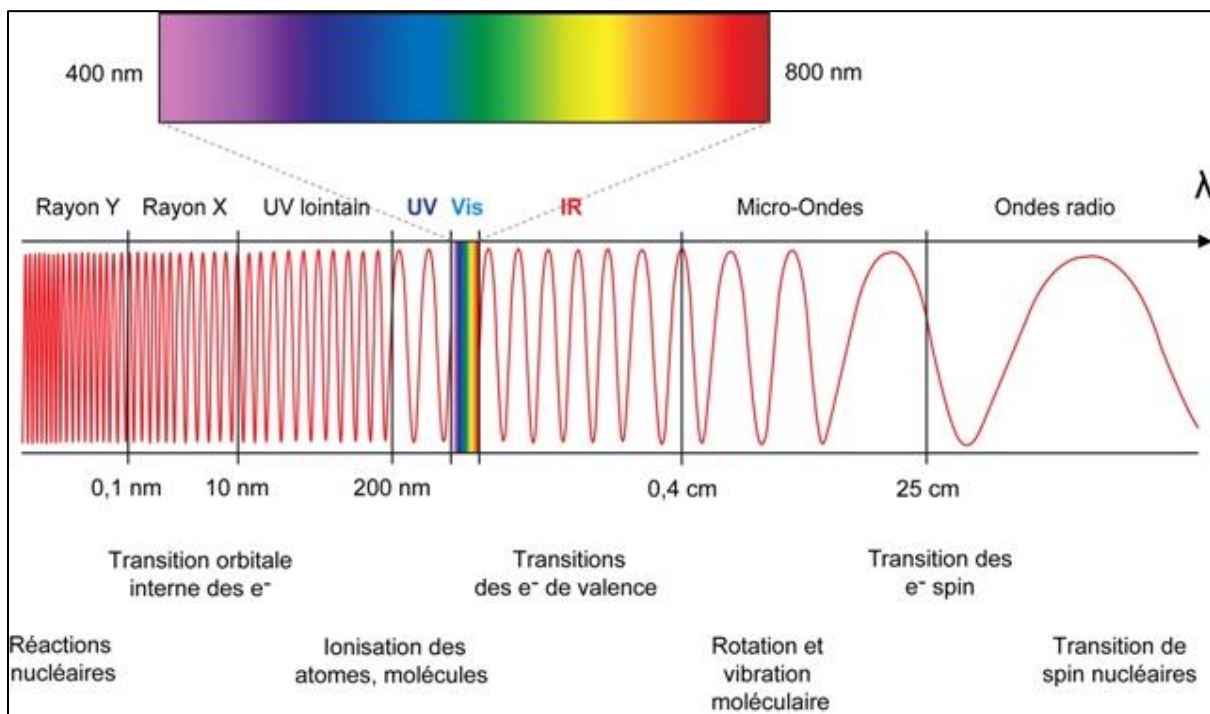 400 nm
800 nm
λ
Rayon Y
Rayon X
UV lointain
UV
Vis
IR
Micro-Ondes
Ondes radio
0,1 nm
10 nm
200 nm
0,4 cm
25 cm
Transition orbitale
interne des e⁻
Transitions
des e⁻ de valence
Transition des
e⁻ spin
Réactions
nucléaires
Ionisation des
atomes, molécules
Rotation et
vibration
moléculaire
Transition de
spin nucléaires